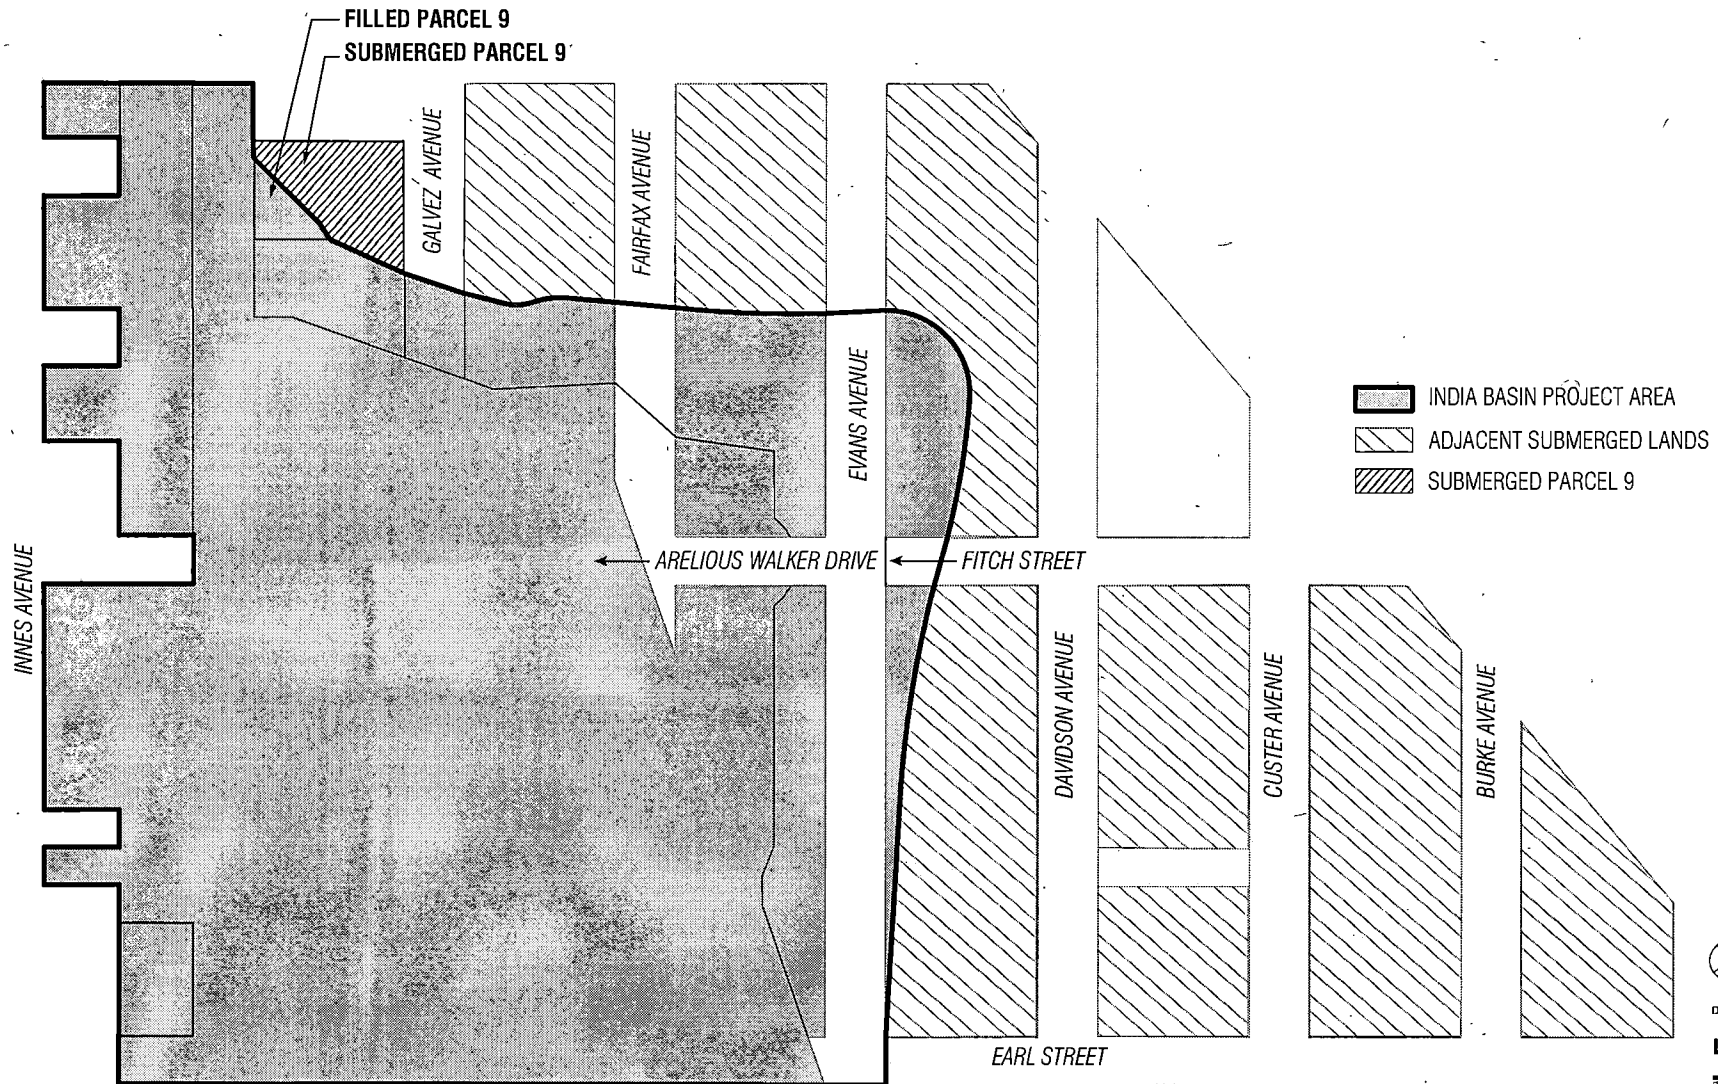 FILLED PARCEL 9
SUBMERGED PARCEL 9
GALVEZ AVENUE
FAIRFAX AVENUE
EVANS AVENUE
INDIA BASIN PROJECT AREA
ADJACENT SUBMERGED LANDS
SUBMERGED PARCEL 9
INNES AVENUE
ARELIOUS WALKER DRIVE
FITCH STREET
DAVIDSON AVENUE
CUSTER AVENUE
BURKE AVENUE
EARL STREET